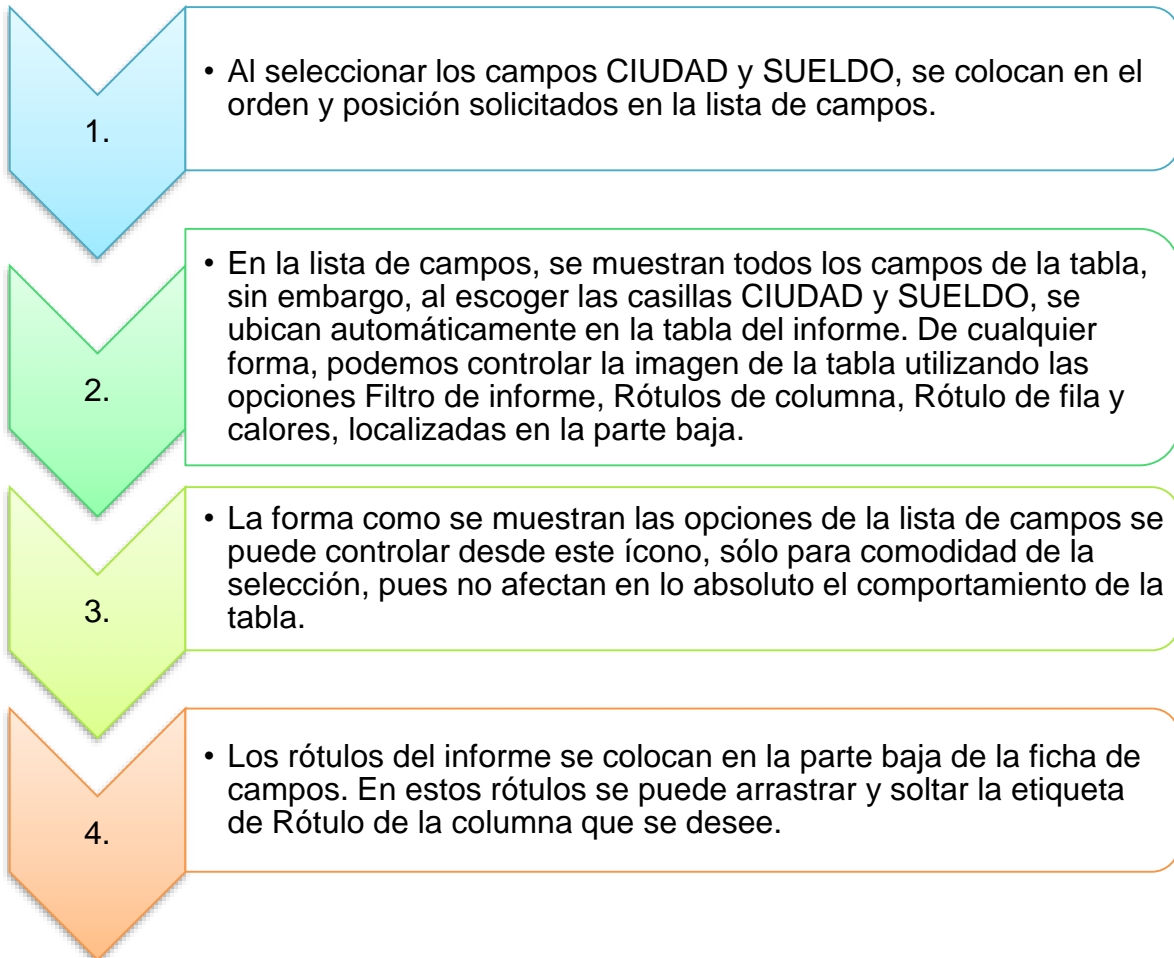 1.
• Al seleccionar los campos CIUDAD y SUELDO, se colocan en el
orden y posición solicitados en la lista de campos.
2.
• En la lista de campos, se muestran todos los campos de la tabla,
sin embargo, al escoger las casillas CIUDAD y SUELDO, se
ubican automáticamente en la tabla del informe. De cualquier
forma, podemos controlar la imagen de la tabla utilizando las
opciones Filtro de informe, Rótulos de columna, Rótulo de fila y
calores, localizadas en la parte baja.
3.
• La forma como se muestran las opciones de la lista de campos se
puede controlar desde este ícono, sólo para comodidad de la
selección, pues no afectan en lo absoluto el comportamiento de la
tabla.
4.
• Los rótulos del informe se colocan en la parte baja de la ficha de
campos. En estos rótulos se puede arrastrar y soltar la etiqueta
de Rótulo de la columna que se desee.